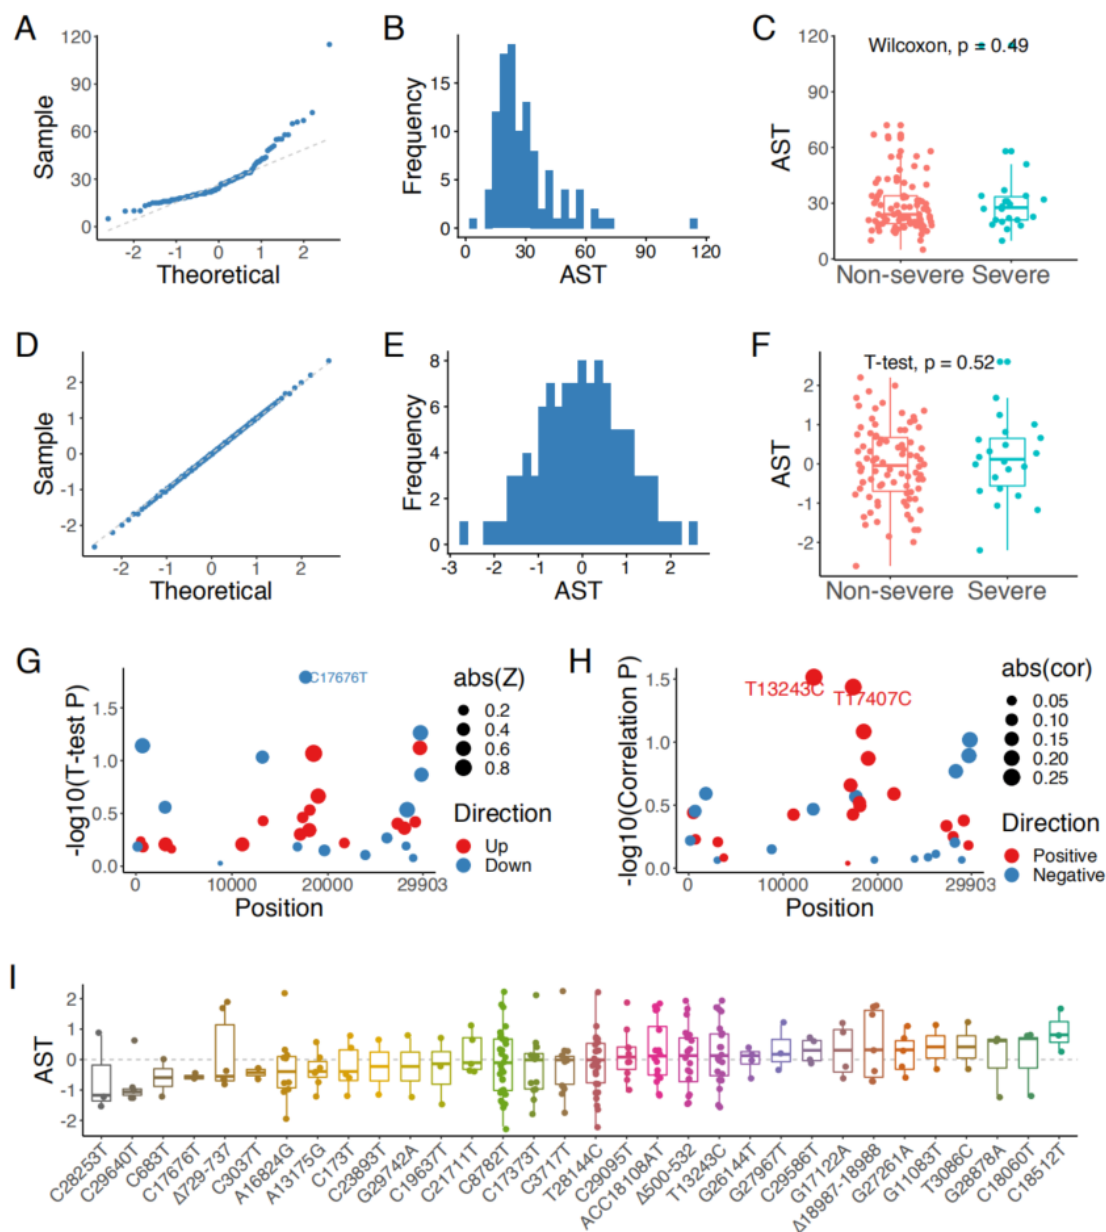 A
B
C
120
90
60
30
0
Sample
-2
-1
0
1
2
Theoretical
15
10
5
0
Frequency
0
30
60
90
120
AST
Wilcoxon, p = 0.49
120
90
60
30
0
AST
Non-severe
Severe
D
E
F
2
1
0
-1
-2
Sample
-2
-1
0
1
2
Theoretical
8
6
4
2
0
Frequency
-3
-2
-1
0
1
2
AST
T-test, p = 0.52
2
1
0
-1
-2
AST
Non-severe
Severe
G
C17676T
1.5
1.0
0.5
0.0
-log10(T-test P)
0
10000
20000
29903
Position
abs(Z)
0.2
0.4
0.6
0.8
Direction
Up
Down
H
T13243C
T17407C
1.5
1.0
0.5
0.0
-log10(Correlation P)
0
10000
20000
29903
Position
abs(cor)
0.05
0.10
0.15
0.20
0.25
Direction
Positive
Negative
I
2
1
0
-1
-2
AST
C28253T
C29640T
C683T
C17676T
Δ729-737
C3037T
A16824G
A13175G
C173T
C23893T
G29742A
C19637T
C21711T
C8782T
C17373T
C3717T
T28144C
C29095T
ACC18108AT
Δ500-532
T13243C
G26144T
G27967T
C29586T
G17122A
Δ18987-18988
G27261A
G11083T
T3086C
G28878A
C18060T
C18512T